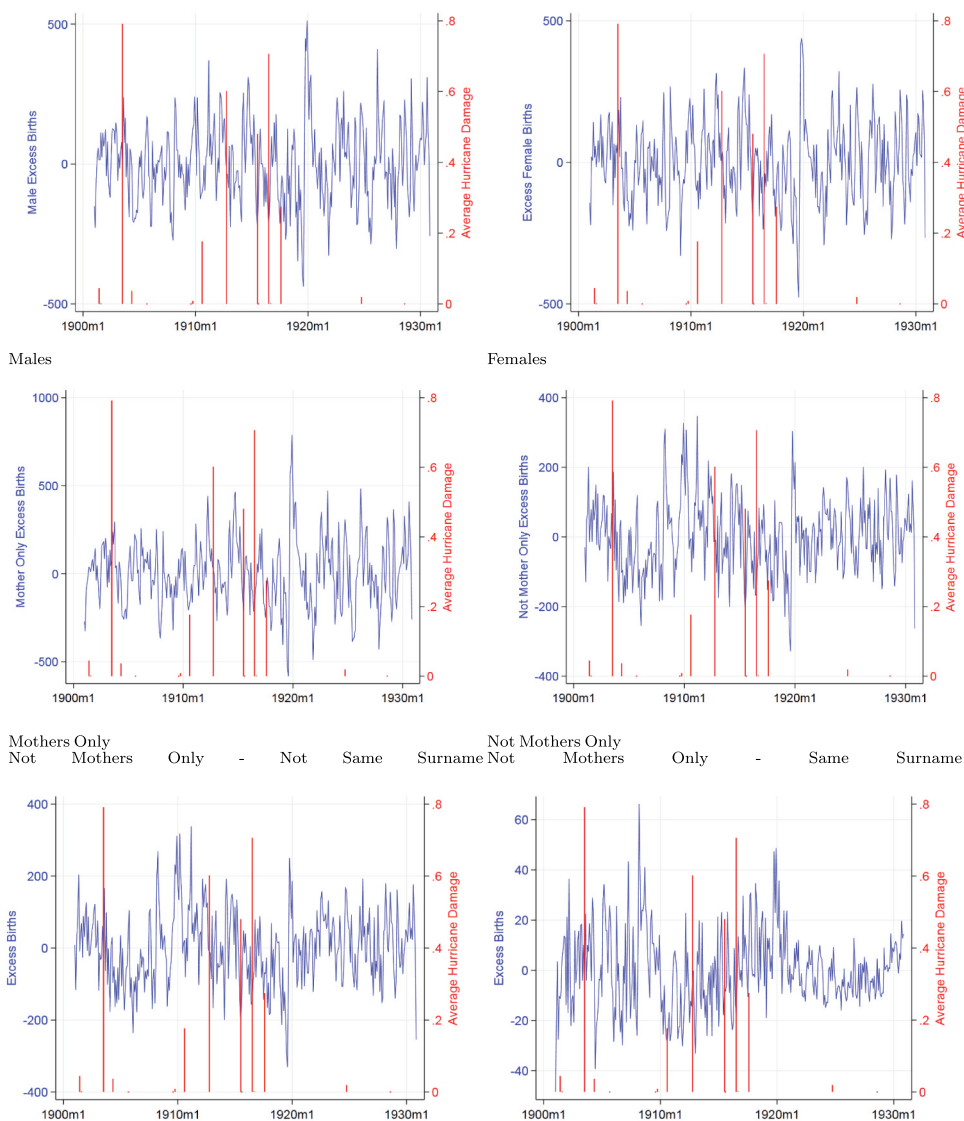 500
0
-500
Male Excess Births
.8
.6
.4
.2
0
Average Hurricane Damage
1900m1 1910m1 1920m1 1930m1
500
0
-500
Excess Female Births
.8
.6
.4
.2
0
Average Hurricane Damage
1900m1 1910m1 1920m1 1930m1
Males
Females
1000
500
0
-500
Mother Only Excess Births
.8
.6
.4
.2
0
Average Hurricane Damage
1900m1 1910m1 1920m1 1930m1
400
200
0
-200
-400
Not Mother Only Excess Births
.8
.6
.4
.2
0
Average Hurricane Damage
1900m1 1910m1 1920m1 1930m1
Mothers Only
Not Mothers Only
Not Mothers Only - Not Same Surname
Not Mothers Only - Same Surname
400
200
0
-200
-400
Excess Births
.8
.6
.4
.2
0
Average Hurricane Damage
1900m1 1910m1 1920m1 1930m1
60
40
20
0
-20
-40
Excess Births
.8
.6
.4
.2
0
Average Hurricane Damage
1900m1 1910m1 1920m1 1930m1